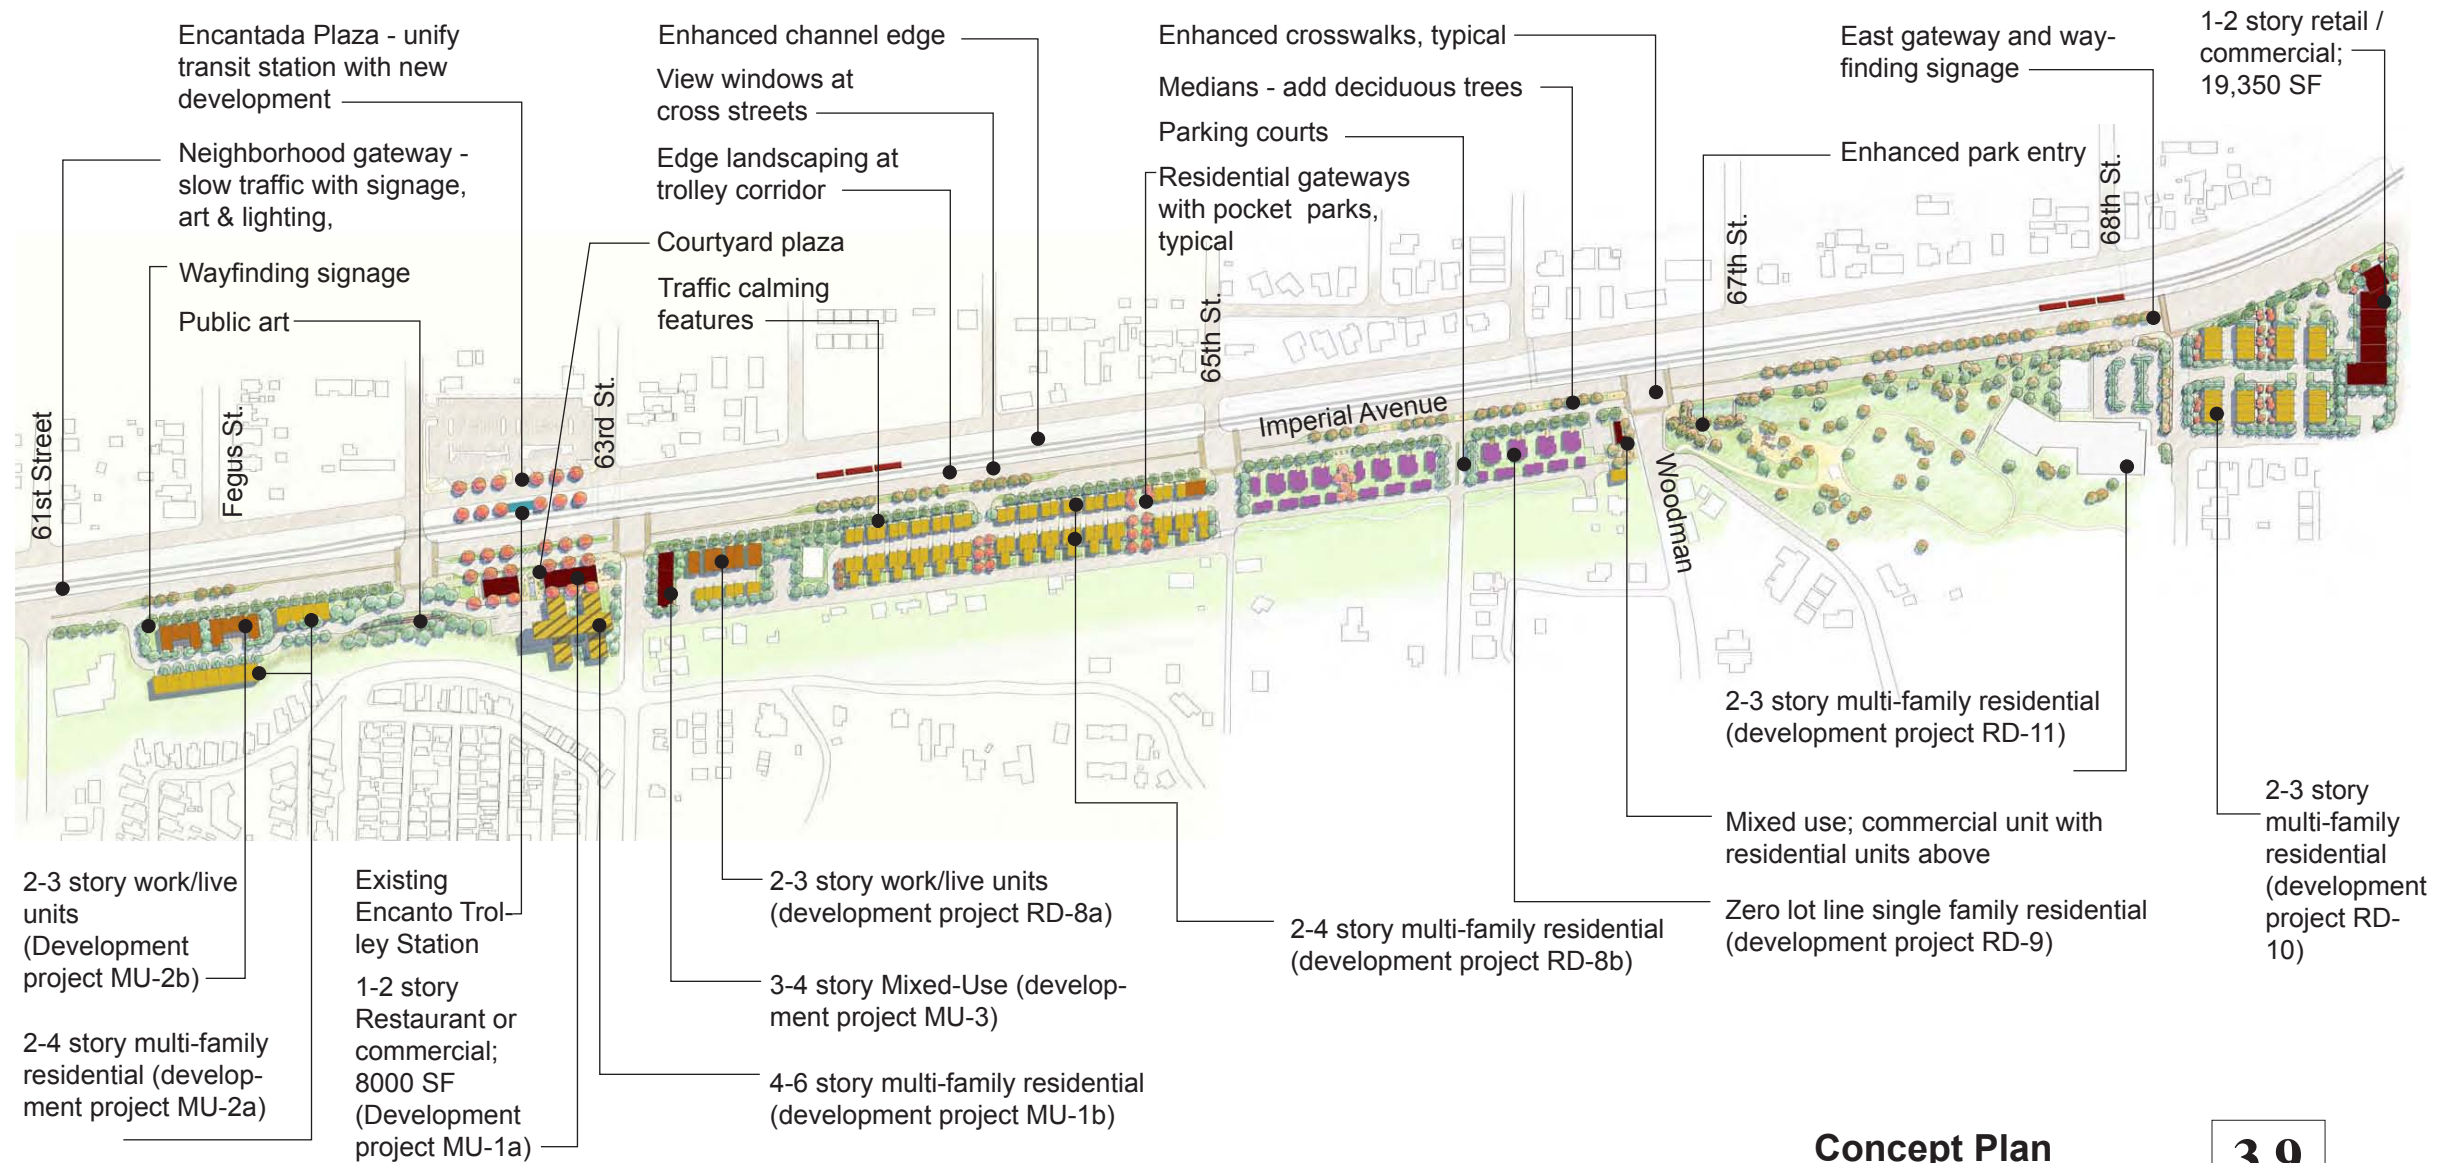 Encantada Plaza - unify
transit station with new
development
Neighborhood gateway -
slow traffic with signage,
art & lighting,
Wayfinding signage
Public art
Enhanced channel edge
View windows at
cross streets
Edge landscaping at
trolley corridor
Courtyard plaza
Traffic calming
features
Enhanced crosswalks, typical
Medians - add deciduous trees
Parking courts
Residential gateways
with pocket parks,
typical
East gateway and way-
finding signage
Enhanced park entry
1-2 story retail /
commercial;
19,350 SF
61st Street
Fegus St.
63rd St.
65th St.
Imperial Avenue
Woodman
67th St.
68th St.
2-3 story work/live
units
(Development
project MU-2b)
2-4 story multi-family
residential (develop-
ment project MU-2a)
Existing
Encanto Trol-
ley Station
1-2 story
Restaurant or
commercial;
8000 SF
(Development
project MU-1a)
2-3 story work/live units
(development project RD-8a)
3-4 story Mixed-Use (develop-
ment project MU-3)
4-6 story multi-family residential
(development project MU-1b)
2-4 story multi-family residential
(development project RD-8b)
2-3 story multi-family residential
(development project RD-11)
Mixed use; commercial unit with
residential units above
Zero lot line single family residential
(development project RD-9)
2-3 story
multi-family
residential
(development
project RD-
10)
Concept Plan
3.9